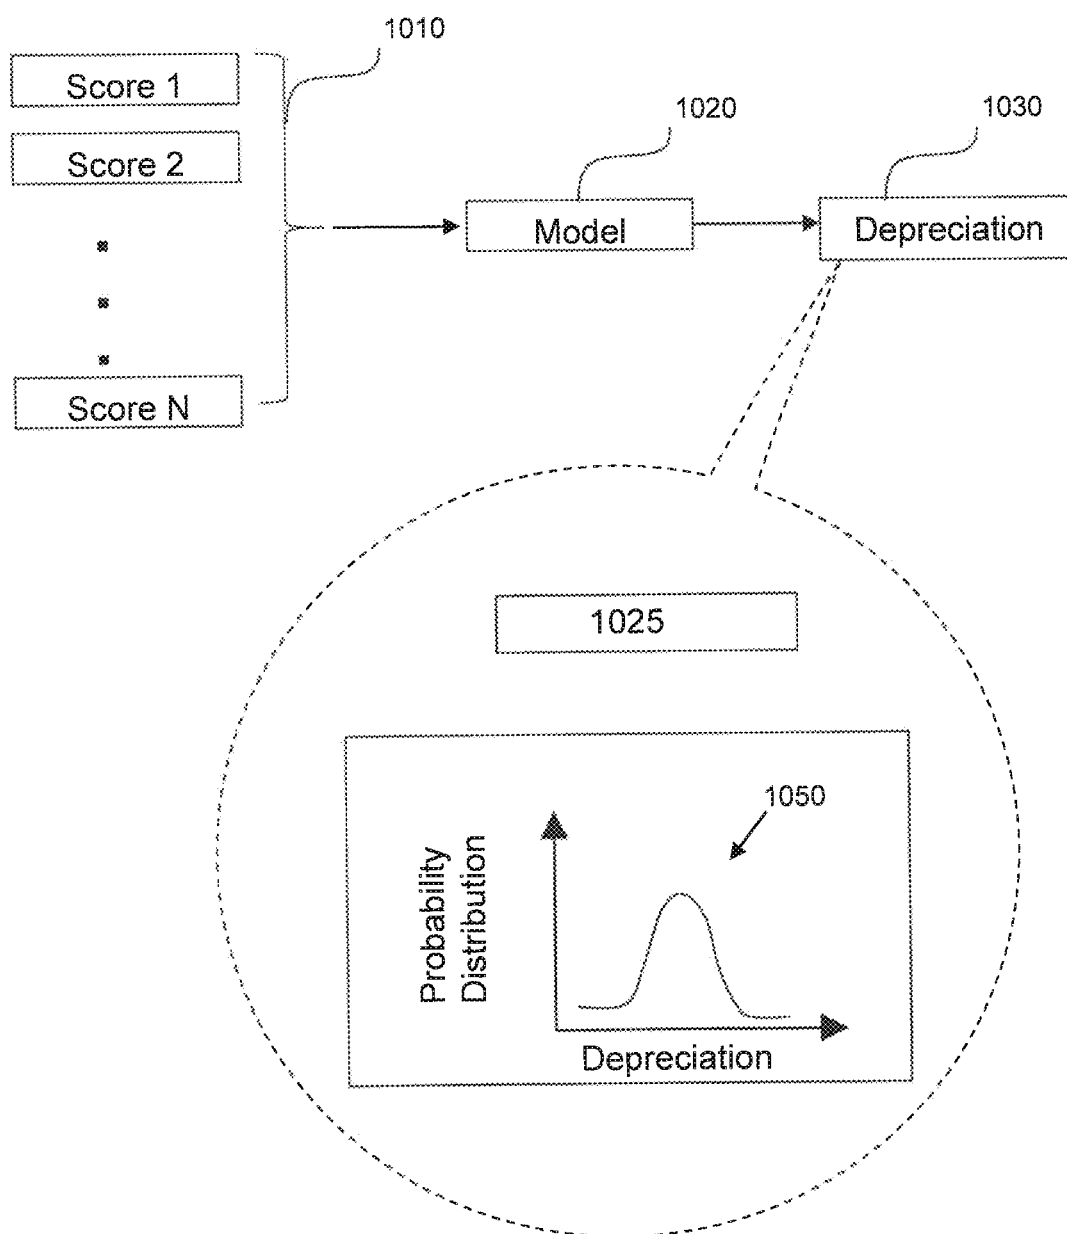 1010
Score 1
1020
1030
Score 2
Model
Depreciation
Score N
1025
1050
Probability
Distribution
Depreciation